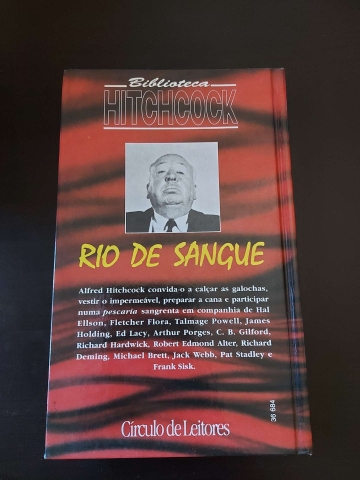 Biblioteca
HITCHCOCK
RIO DE SANGUE
Alfred Hitchcock convida-o a calçar as galochas,
vestir o impermeável, preparar a cana e participar
numa pescaria sangrenta em companhia de Hal
Ellson, Fletcher Flora, Talmage Powell, James
Holding, Ed Lacy, Arthur Porges, C. B. Gilford,
Richard Hardwick, Robert Edmond Alter, Richard
Deming, Michael Brett, Jack Webb, Pat Stadley e
Frank Sisk.
Círculo de Leitores
36 684